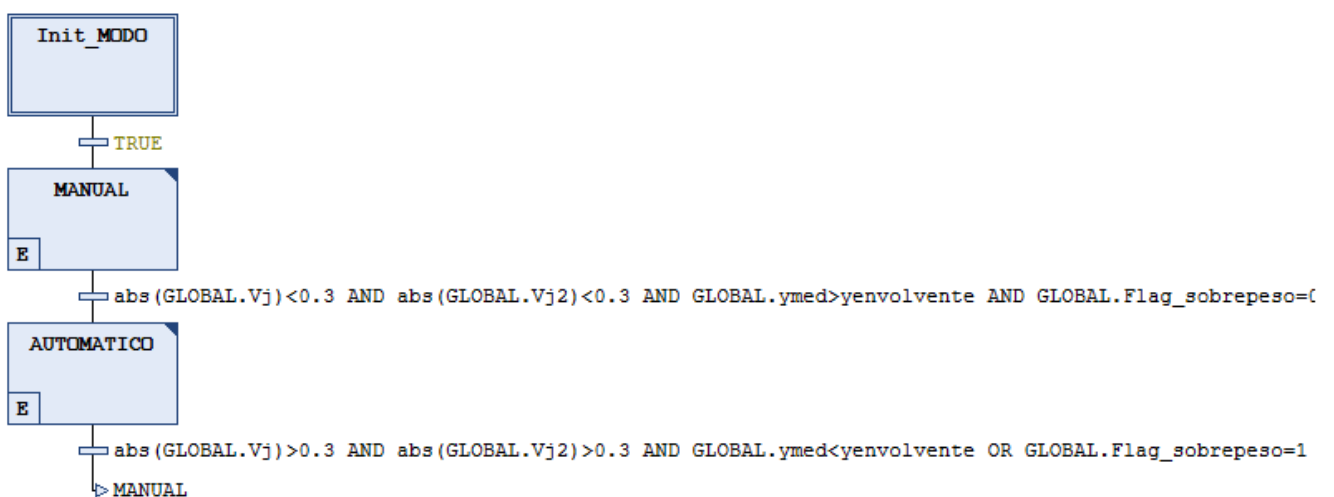 Init_MODO
TRUE
MANUAL
E
abs(GLOBAL.Vj)<0.3 AND abs(GLOBAL.Vj2)<0.3 AND GLOBAL.ymed>yenvolvente AND GLOBAL.Flag_sobrepeso=
AUTOMATICO
E
abs(GLOBAL.Vj)>0.3 AND abs(GLOBAL.Vj2)>0.3 AND GLOBAL.ymed<yenvolvente OR GLOBAL.Flag_sobrepeso=1
MANUAL